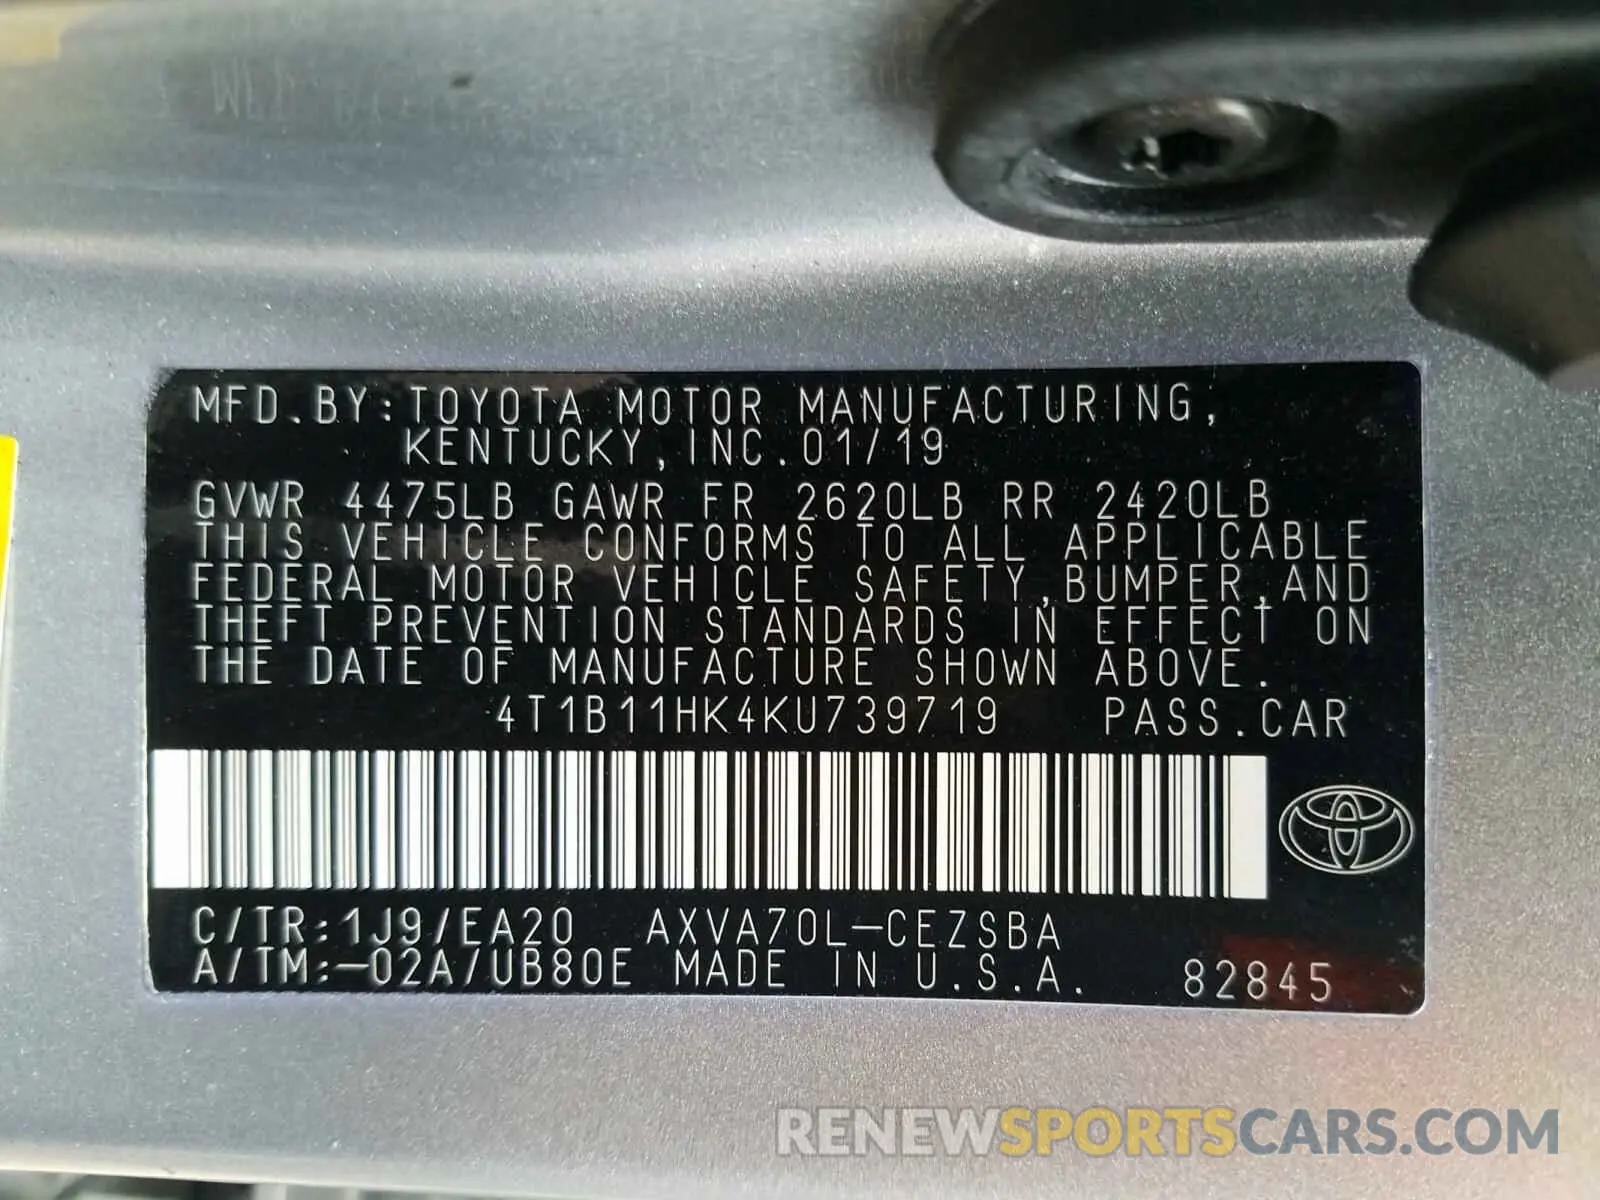 MFD.BY:TOYOTA MOTOR MANUFACTURING,
KENTUCKY,INC.01/19
GVWR 4475LB GAWR FR 2620LB RR 2420LB
THIS VEHICLE CONFORMS TO ALL APPLICABLE
FEDERAL MOTOR VEHICLE SAFETY,BUMPER,AND
THEFT PREVENTION STANDARDS IN EFFECT ON
THE DATE OF MANUFACTURE SHOWN ABOVE.
4T1B11HK4KU739719 PASS.CAR
C/TR:1J9/EA20 AXVA70L-CEZSBA
A/TM:-02A/UB80E MADE IN U.S.A. 82845
RENEWSPORTSCARS.COM